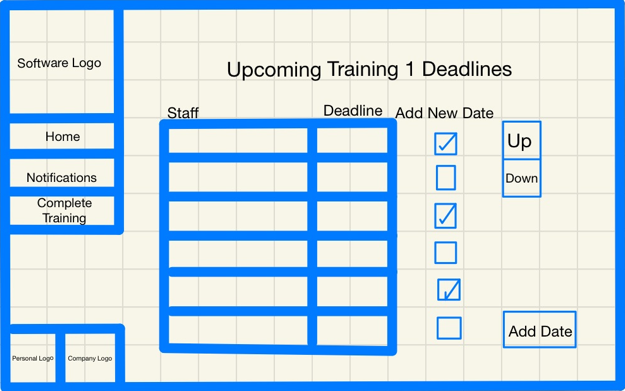 Software Logo
Upcoming Training 1 Deadlines
Staff
Deadline
Add New Date
Home
Up
Notifications
Down
Complete
Training
Add Date
Personal Logo
Company Logo